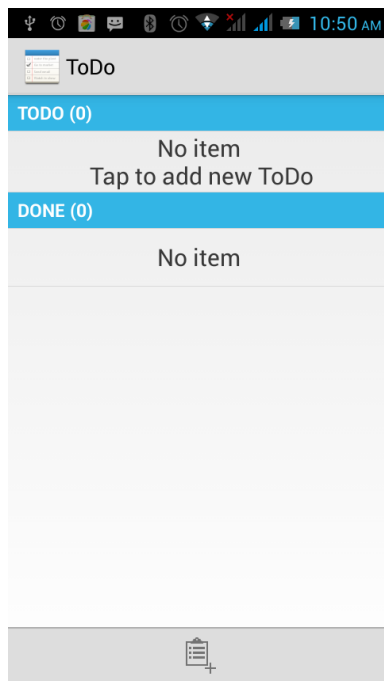 10:50 AM
ToDo
TODO (0)
No item
Tap to add new ToDo
DONE (0)
No item